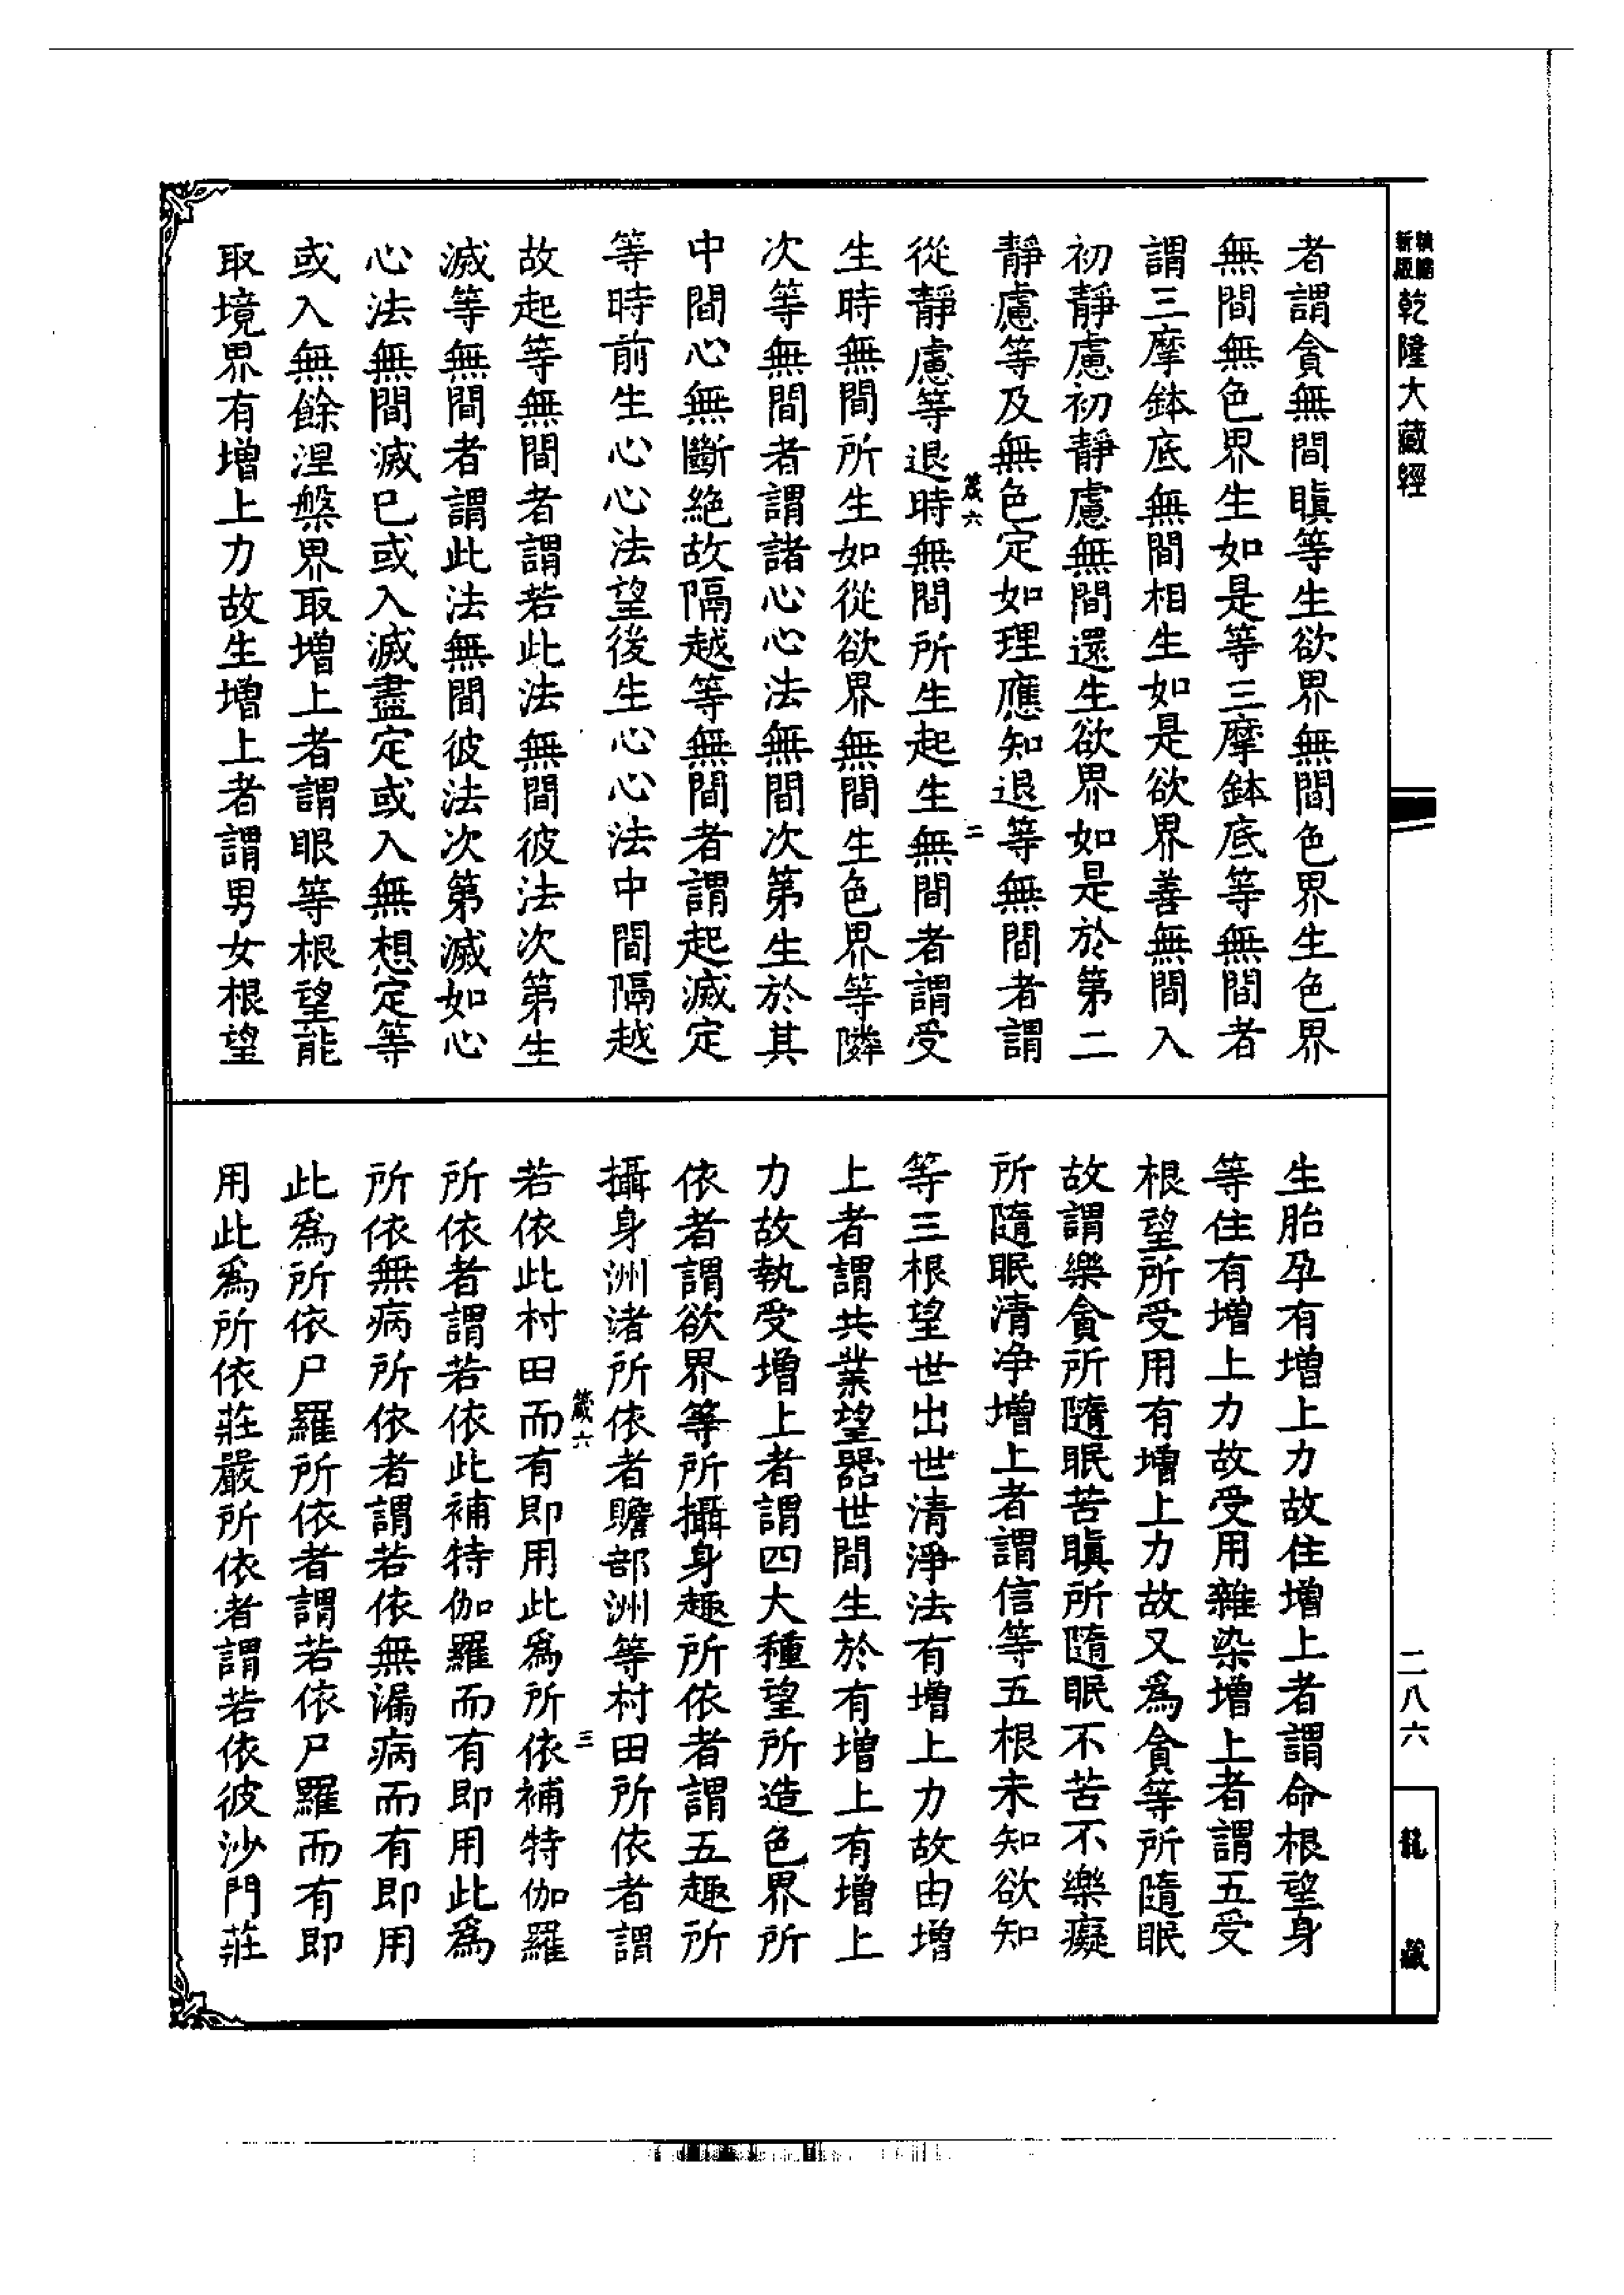 新版
乾隆大藏經
者謂貪無間瞋等生欲界無間色界生色界
無間無色界生如是等三摩鉢底等無間者
謂三摩鉢底無間相生如是欲界善無間入
初靜慮初靜慮無間還生欲界如是於第二
靜慮等及無色定如理應知退等無間者謂
箴六
二
從靜慮等退時無間所生起生無間者謂受
生時無間所生如從欲界無間生色界等隣
次等無間者謂諸心心法無間次第生於其
中間心無斷絶故隔越等無間者謂起滅定
等時前生心心法望後生心心法中間隔越
故起等無間者謂若此法無間彼法次第生
滅等無間者謂此法無間彼法次第滅如心
心法無間滅已或入滅盡定或入無想定等
或入無餘涅槃界取增上者謂眼等根望能
取境界有增上力故生增上者謂男女根望
生胎孕有增上力故住增上者謂命根望身
等住有增上力故受用雜染增上者謂五受
根望所受用有增上力故又爲貪等所隨眠
故謂樂貪所隨眠苦瞋所隨眠不苦不樂癡
所隨眠清净增上者謂信等五根未知欲知
等三根望世出世清淨法有增上力故由增
上者謂共業望器世間生於有增上有增上
力故執受增上者謂四大種望所造色界所
依者謂欲界等所攝身趣所依者謂五趣所
攝身洲渚所依者贍部洲等村田所依者謂
箴六
三
若依此村田而有即用此爲所依補特伽羅
所依者謂若依此補特伽羅而有即用此爲
所依無病所依者謂若依無漏病而有即用
此爲所依尸羅所依者謂若依尸羅而有即
用此爲所依莊嚴所依者謂若依彼沙門莊
二八六
龍藏